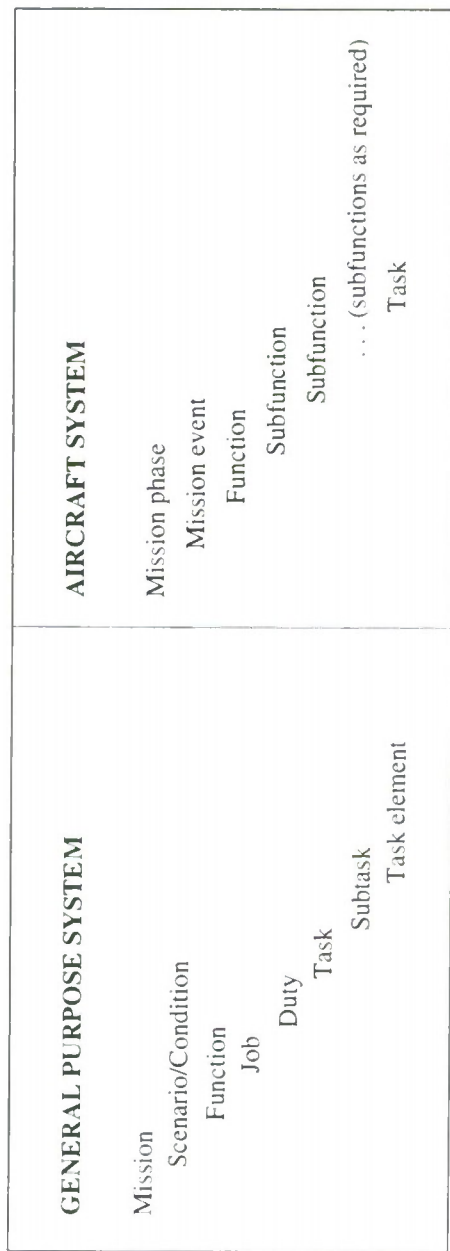 GENERAL PURPOSE SYSTEM
Mission
Scenario/Condition
Function
Job
Duty
Task
Subtask
Task element
AIRCRAFT SYSTEM
Mission phase
Mission event
Function
Subfunction
Subfunction
. . . (subfunctions as required)
Task